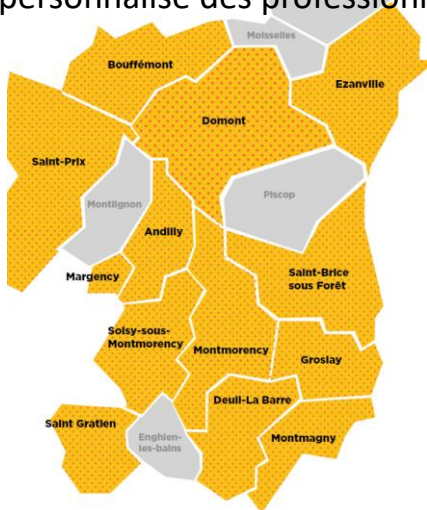 personnalisé des profession
Moisselles
Bouffémont
Ezanville
Domont
Saint-Prix
Piscop
Montlignon
Andilly
Margency
Saint-Brice
sous Forêt
Soisy-sous-
Montmorency
Montmorency
Groslay
Deuil-La Barre
Saint Gratien
Enghien-
les-bains
Montmagny